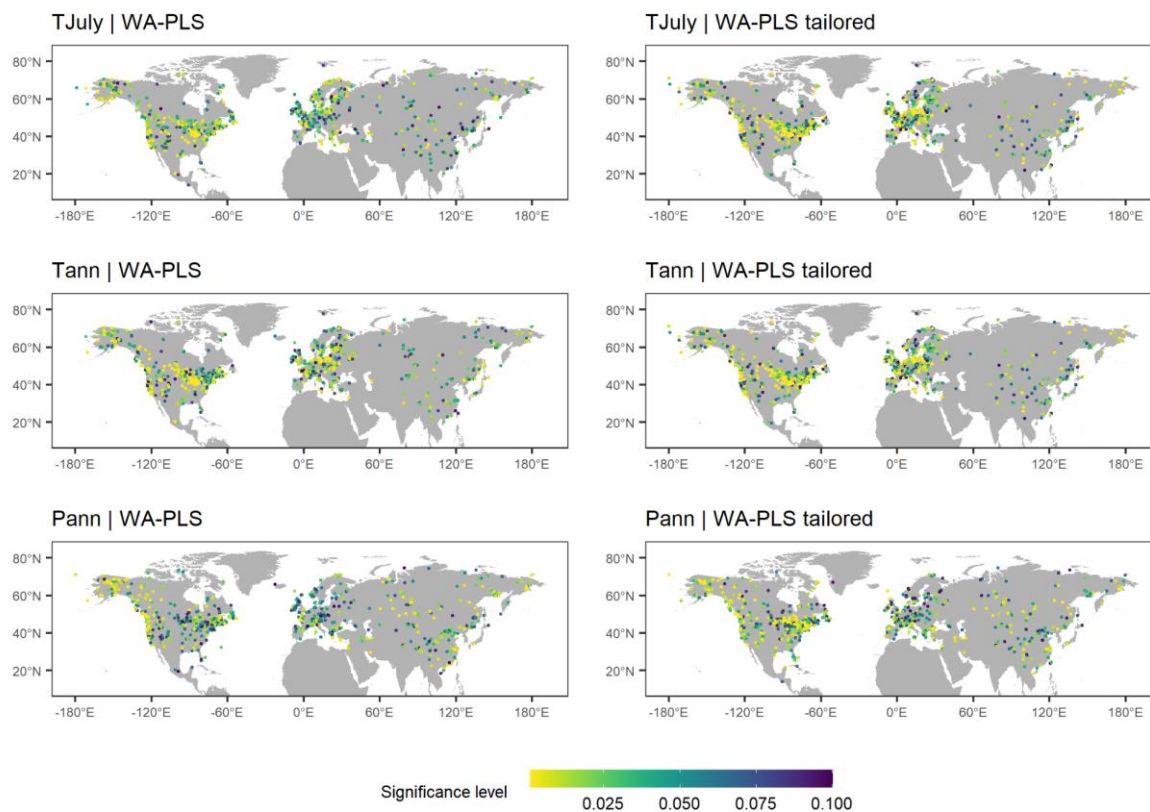 TJuly | WA-PLS
TJuly | WA-PLS tailored
80°N
60°N
40°N
20°N
-180°E -120°E -60°E 0°E 60°E 120°E 180°E
80°N
60°N
40°N
20°N
-180°E -120°E -60°E 0°E 60°E 120°E 180°E
Tann | WA-PLS
Tann | WA-PLS tailored
80°N
60°N
40°N
20°N
-180°E -120°E -60°E 0°E 60°E 120°E 180°E
80°N
60°N
40°N
20°N
-180°E -120°E -60°E 0°E 60°E 120°E 180°E
Pann | WA-PLS
Pann | WA-PLS tailored
80°N
60°N
40°N
20°N
-180°E -120°E -60°E 0°E 60°E 120°E 180°E
80°N
60°N
40°N
20°N
-180°E -120°E -60°E 0°E 60°E 120°E 180°E
Significance level
0.025 0.050 0.075 0.100